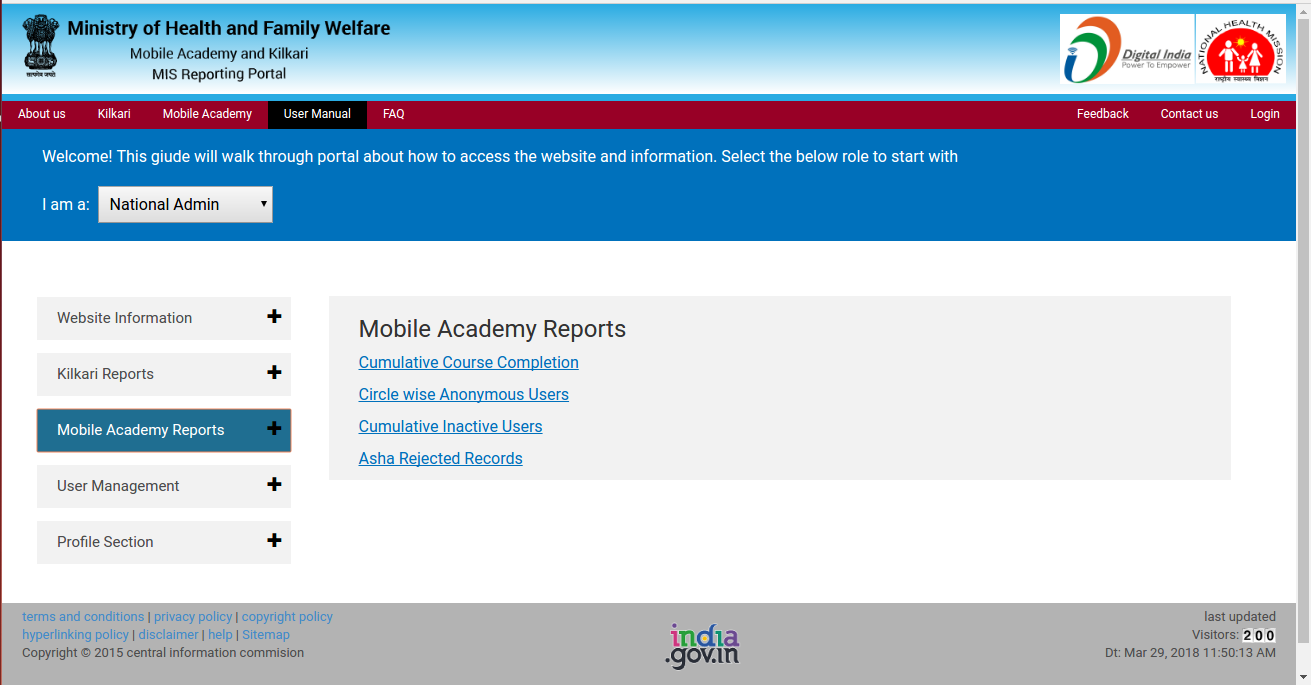 Ministry of Health and Family Welfare
Mobile Academy and Kilkari
MIS Reporting Portal
सत्यमेव जयते
Digital India
Power To Empower
NATIONAL HEALTH MISSION
राष्ट्रीय स्वास्थ्य मिशन
About us Kilkari Mobile Academy User Manual FAQ Feedback Contact us Login
Welcome! This giude will walk through portal about how to access the website and information. Select the below role to start with
I am a: National Admin
Website Information
Kilkari Reports
Mobile Academy Reports
User Management
Profile Section
Mobile Academy Reports
Cumulative Course Completion
Circle wise Anonymous Users
Cumulative Inactive Users
Asha Rejected Records
terms and conditions | privacy policy | copyright policy
hyperlinking policy | disclaimer | help | Sitemap
Copyright © 2015 central information commision
india
.gov.in
last updated
Visitors: 200
Dt: Mar 29, 2018 11:50:13 AM